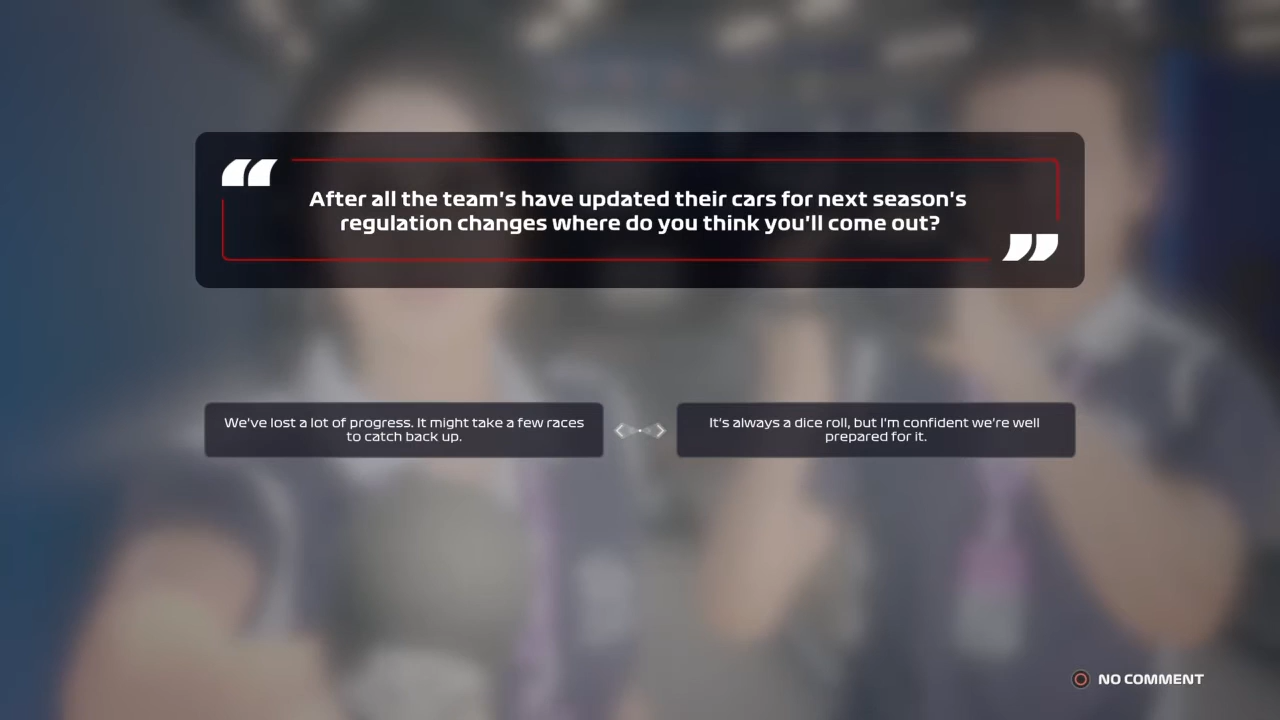 After all the team's have updated their cars for next season's
regulation changes where do you think you'll come out?
We've lost a lot of progress. It might take a few races
to catch back up.
It's always a dice roll, but I'm confident we're well
prepared for it.
NO COMMENT